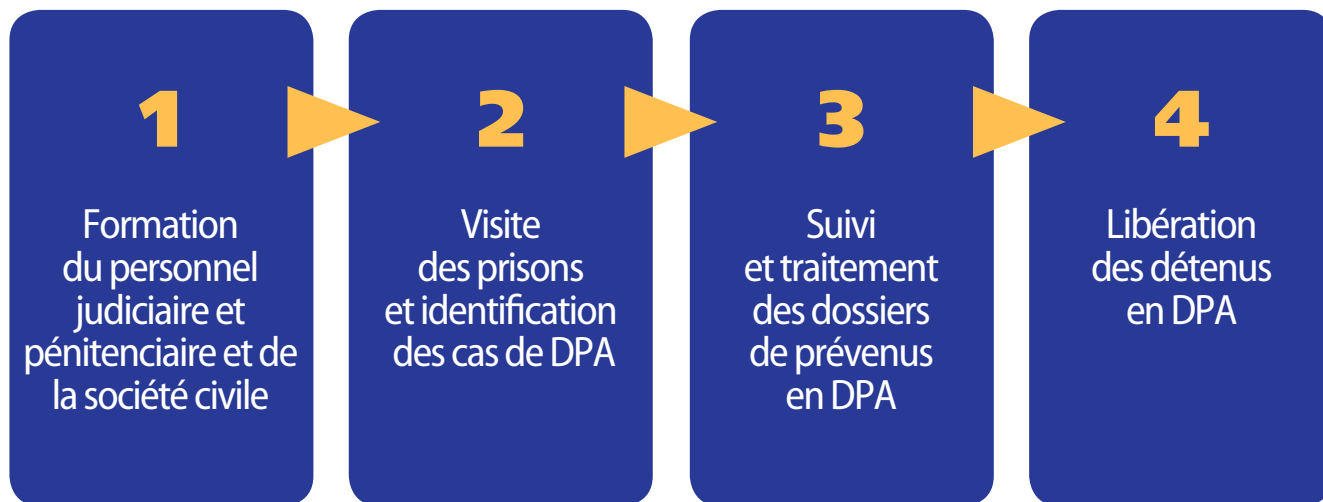 1
Formation
du personnel
judiciaire et
pénitenciaire et de
la société civile
2
Visite
des prisons
et identification
des cas de DPA
3
Suivi
et traitement
des dossiers
de prévenus
en DPA
4
Libération
des détenus
en DPA